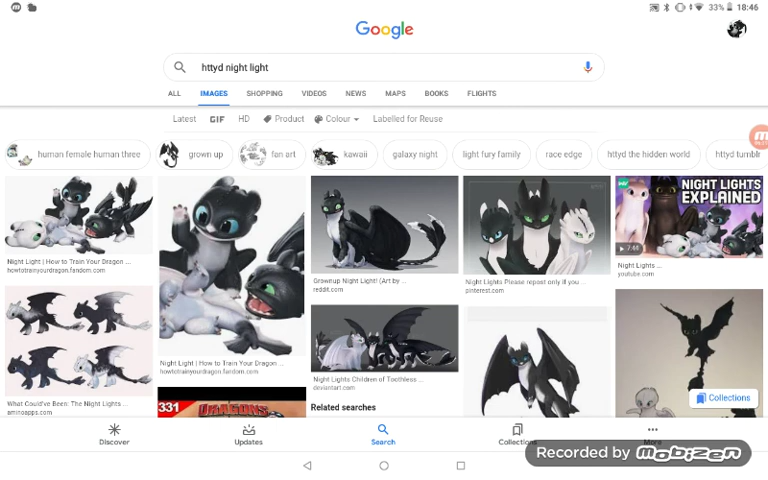 33% 18:46
Google
httyd night light
ALL IMAGES SHOPPING VIDEOS NEWS MAPS BOOKS FLIGHTS
Latest GIF HD Product Colour Labelled for Reuse
human female human three grown up fan art kawaii galaxy night light fury family race edge httyd the hidden world httyd tumblr
Night Light | How to Train Your Dragon ...
howtotrainyourdragon.fandom.com
What Could've Been: The Night Lights ...
aminoapps.com
Night Light | How to Train Your Dragon ...
howtotrainyourdragon.fandom.com
331
DRAGONS
Grownup Night Light! (Art by ...
reddit.com
Night Lights Children of Toothless ...
deviantart.com
Related searches
Night Lights Please repost only if you ...
pinterest.com
NIGHT LIGHTS
EXPLAINED
7:44
Night Lights ...
youtube.com
Collections
Discover Updates Search Collections More
Recorded by mobizen